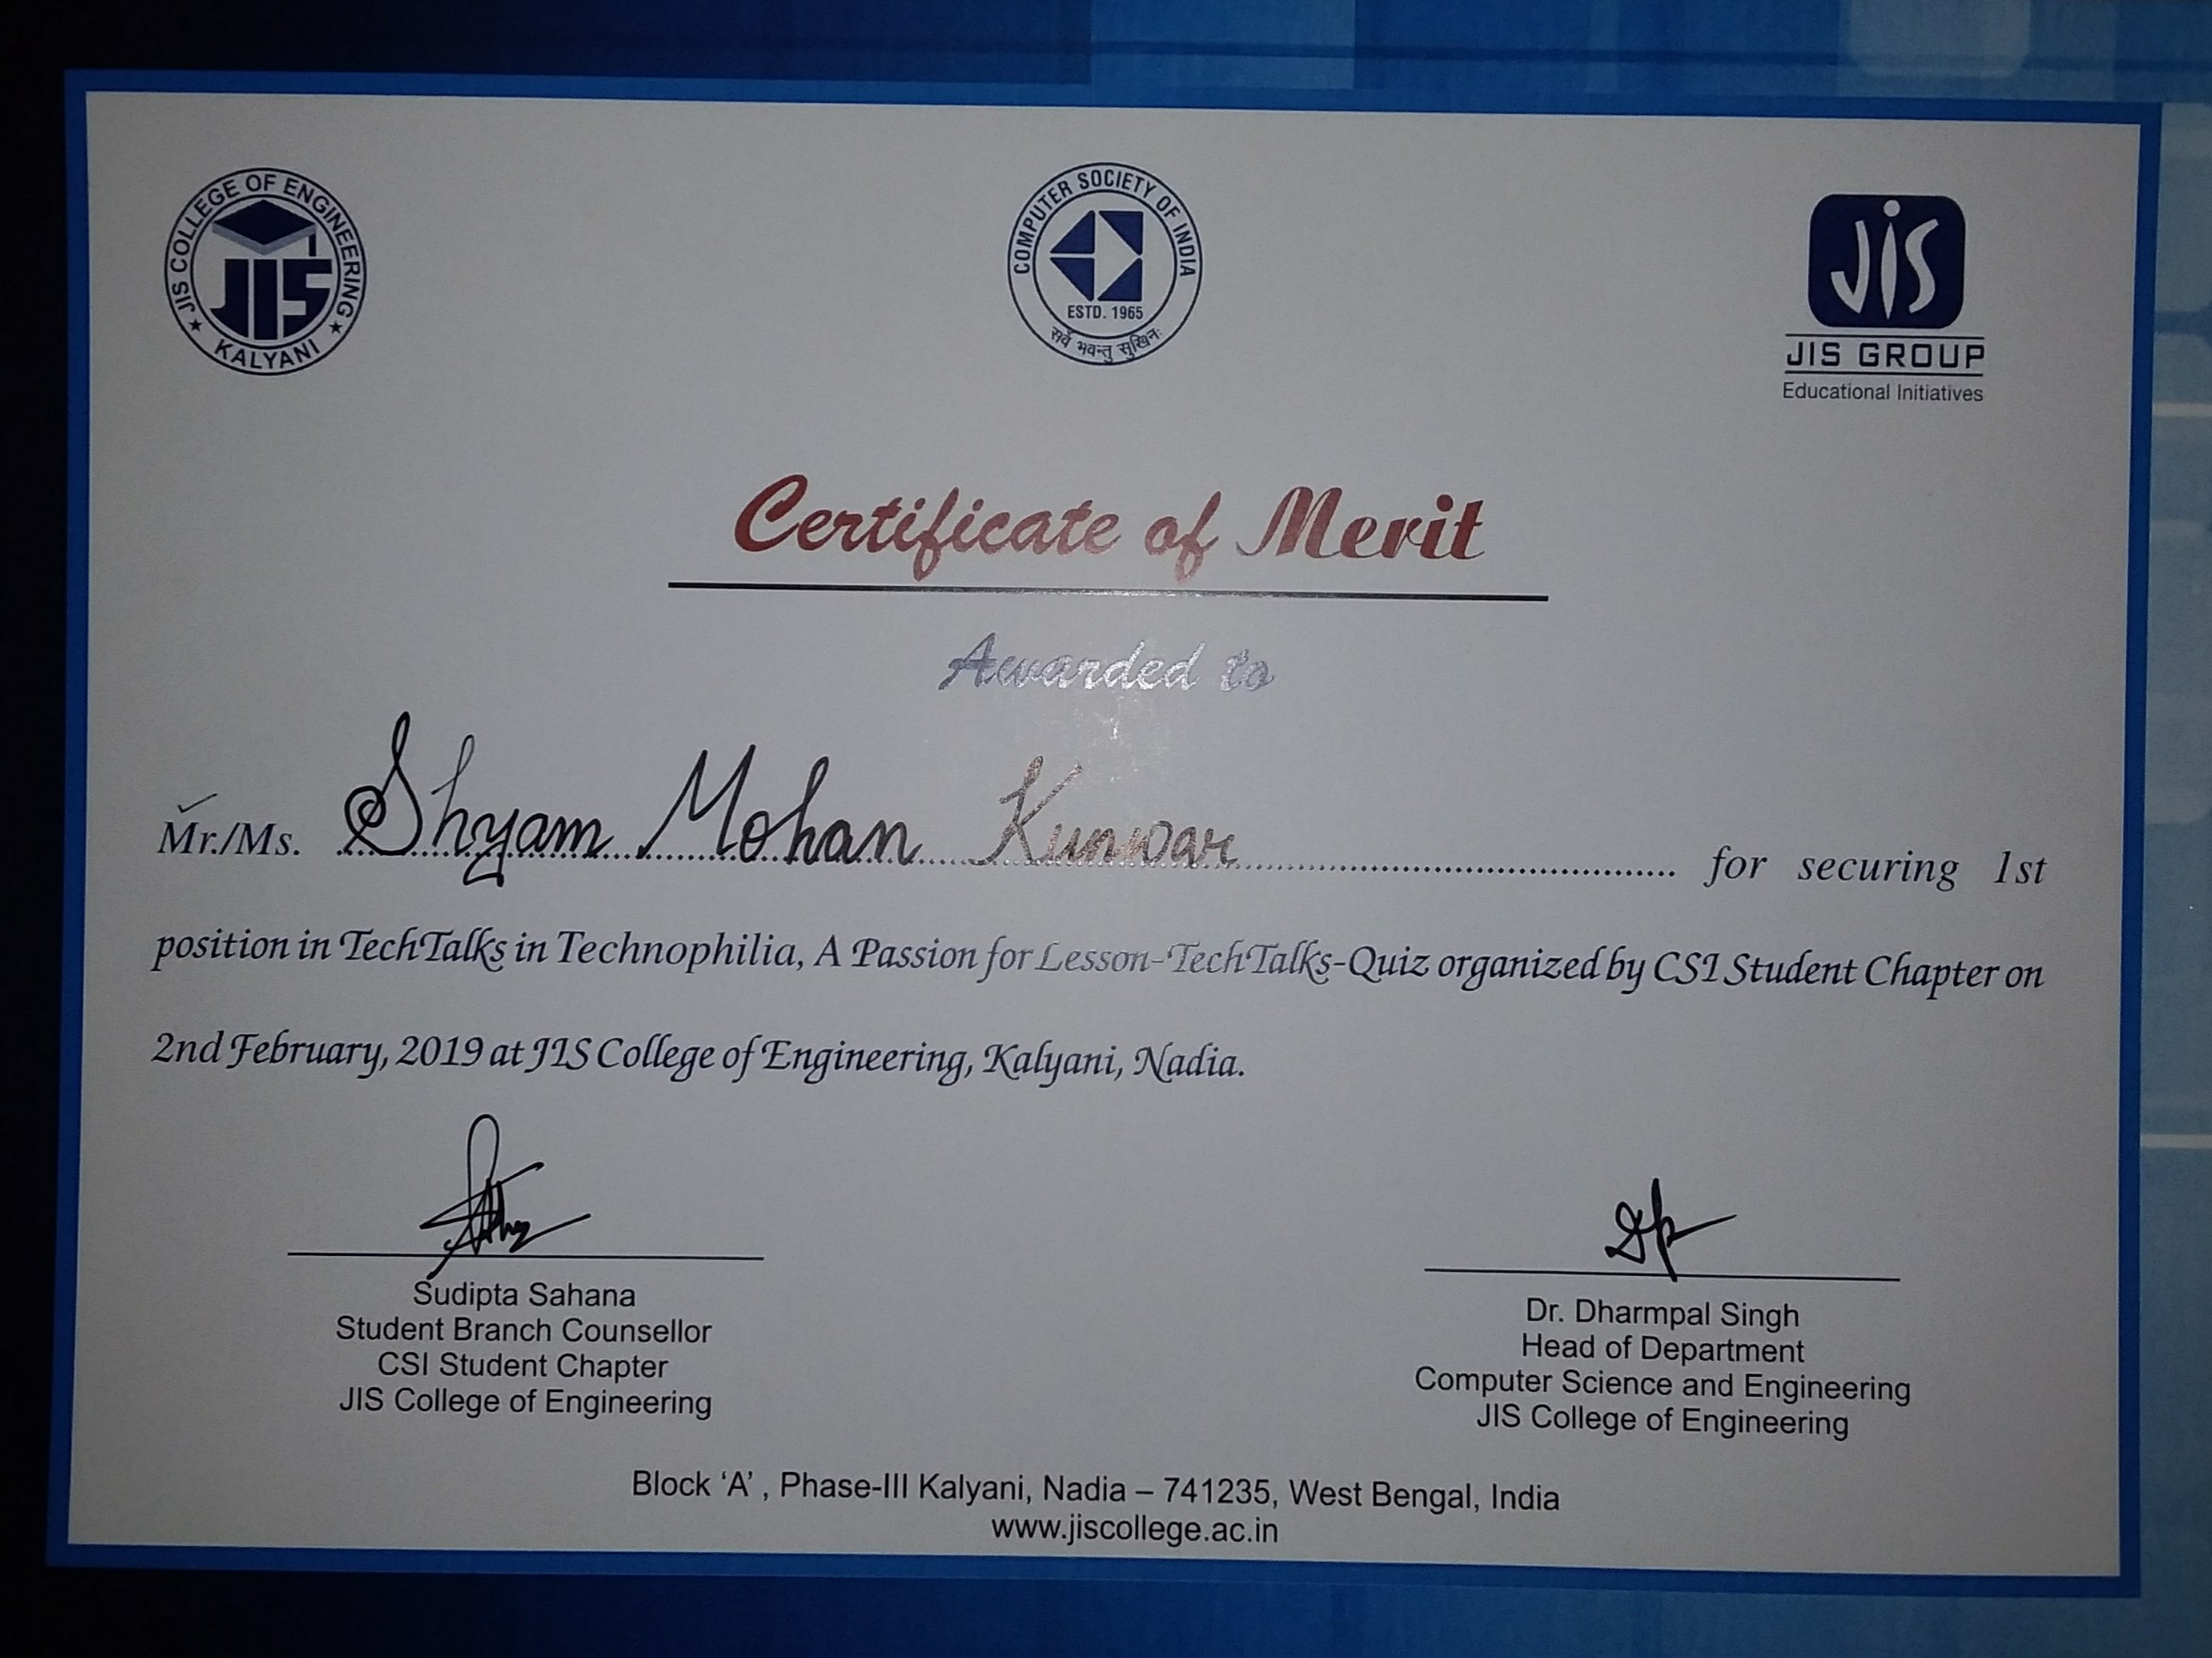 JIS COLLEGE OF ENGINEERING
JIS
★ KALYANI ★
COMPUTER SOCIETY OF INDIA
ESTD. 1965
सर्वे भवन्तु सुखिनः
JiS
JIS GROUP
Educational Initiatives
Certificate of Merit
Awarded to
Mr./Ms. Shyam Mohan Kunwar for securing 1st
position in TechTalks in Technophilia, A Passion for Lesson-TechTalks-Quiz organized by CSI Student Chapter on
2nd February, 2019 at JIS College of Engineering, Kalyani, Nadia.
Sudipta Sahana
Student Branch Counsellor
CSI Student Chapter
JIS College of Engineering
Dr. Dharmpal Singh
Head of Department
Computer Science and Engineering
JIS College of Engineering
Block ‘A’ , Phase-III Kalyani, Nadia – 741235, West Bengal, India
www.jiscollege.ac.in